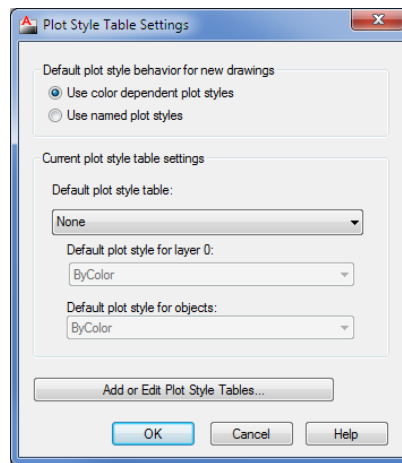 Plot Style Table Settings
Default plot style behavior for new drawings
Use color dependent plot styles
Use named plot styles
Current plot style table settings
Default plot style table:
None
Default plot style for layer 0:
ByColor
Default plot style for objects:
ByColor
Add or Edit Plot Style Tables...
OK Cancel Help